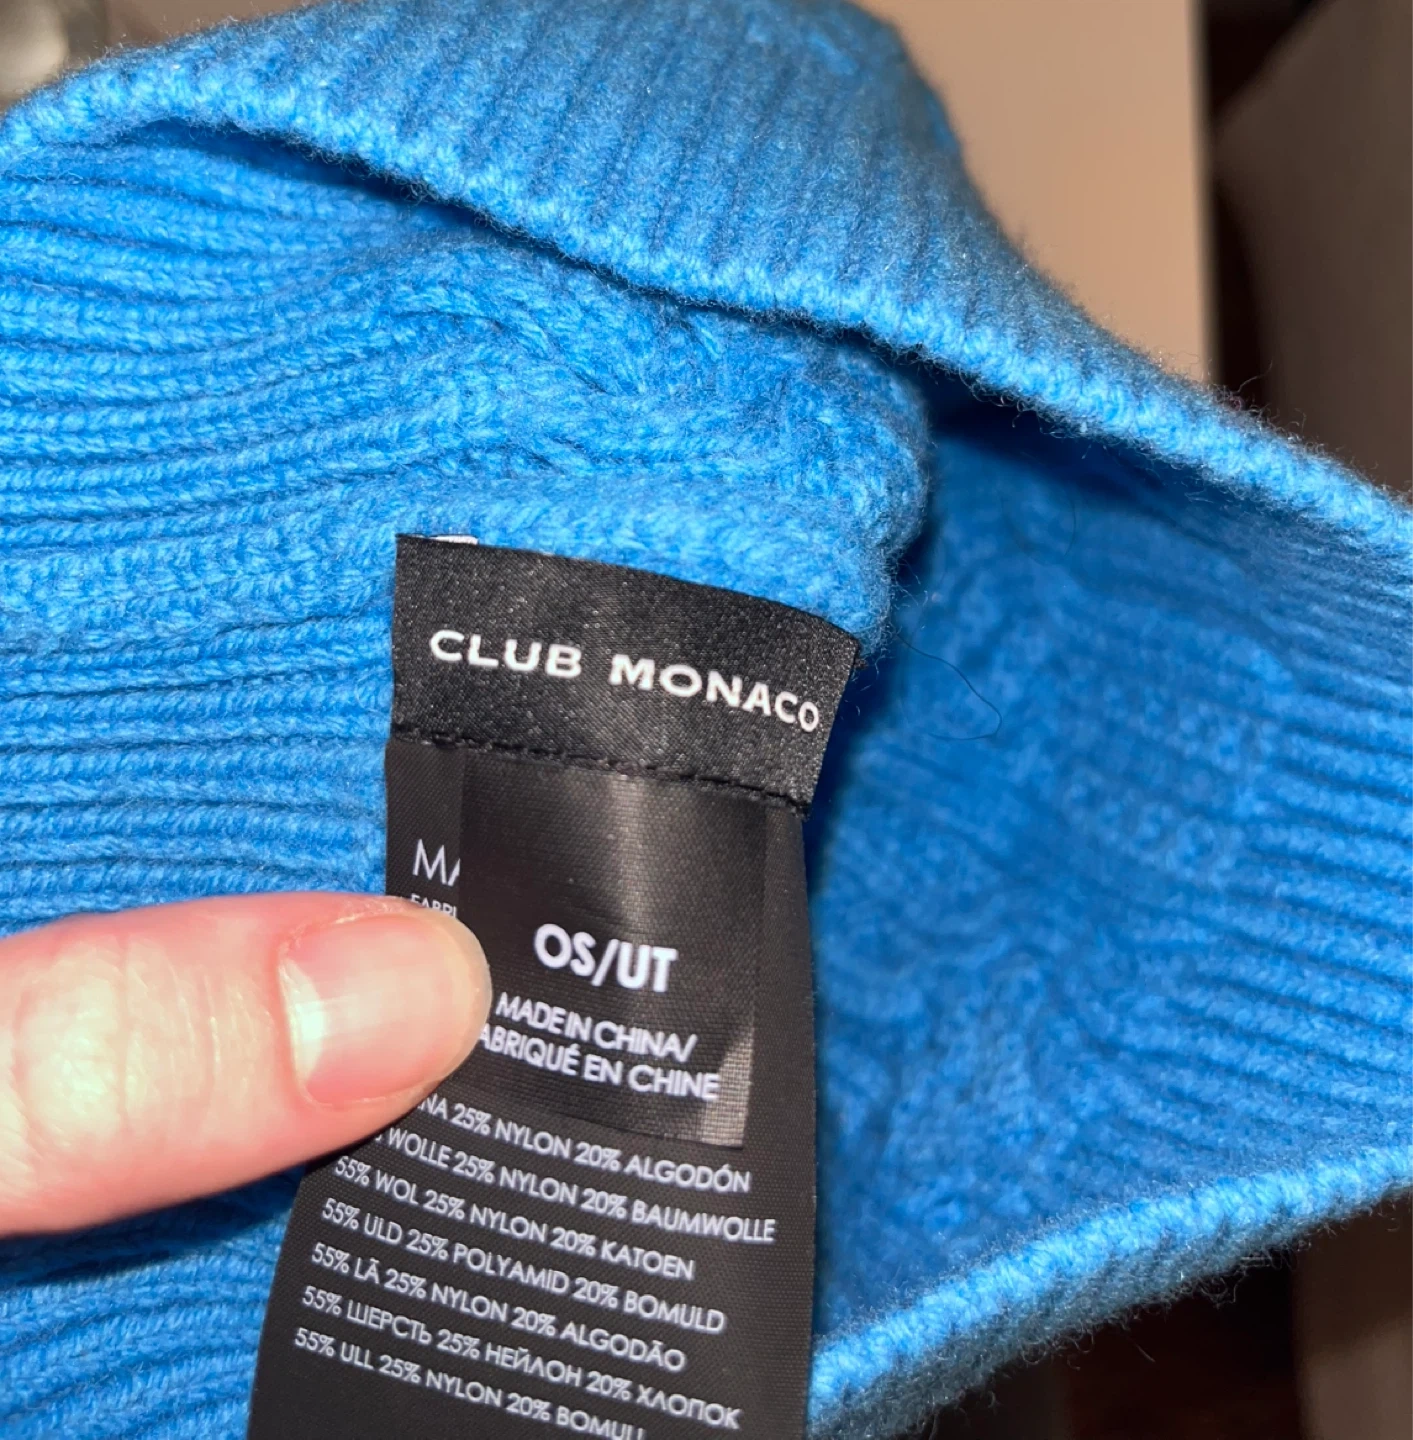 CLUB MONACO
OS/UT
MADE IN CHINA/
FABRIQUÉ EN CHINE
25% NYLON 20% ALGODÓN
WOLLE 25% NYLON 20% BAUMWOLLE
55% WOL 25% NYLON 20% KATOEN
55% ULD 25% POLYAMID 20% BOMULD
55% LÃ 25% NYLON 20% ALGODÃO
55% ШЕРСТЬ 25% НЕЙЛОН 20% ХЛОПОК
55% ULL 25% NYLON 20% BOMULL